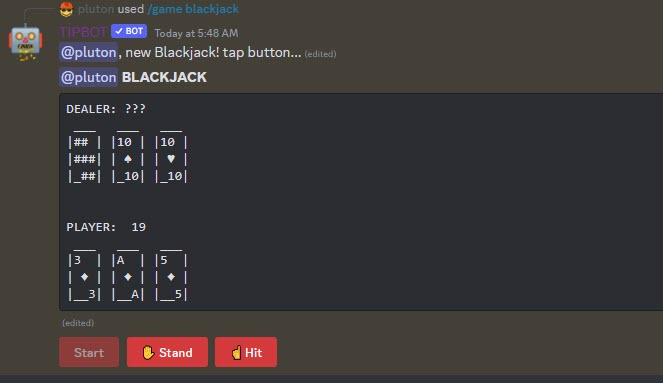 pluton used /game blackjack
TIPBOT ✓ BOT Today at 5:48 AM
@pluton, new Blackjack! tap button... (edited)
@pluton BLACKJACK
DEALER: ???
 ___   ___   ___
|## | |10 | |10 |
|###| | ♠ | | ♥ |
|_##| |_10| |_10|
PLAYER:  19
 ___   ___   ___
|3  | |A  | |5  |
| ♦ | | ♦ | | ♦ |
|__3| |__A| |__5|
(edited)
Start ✋ Stand ☝ Hit